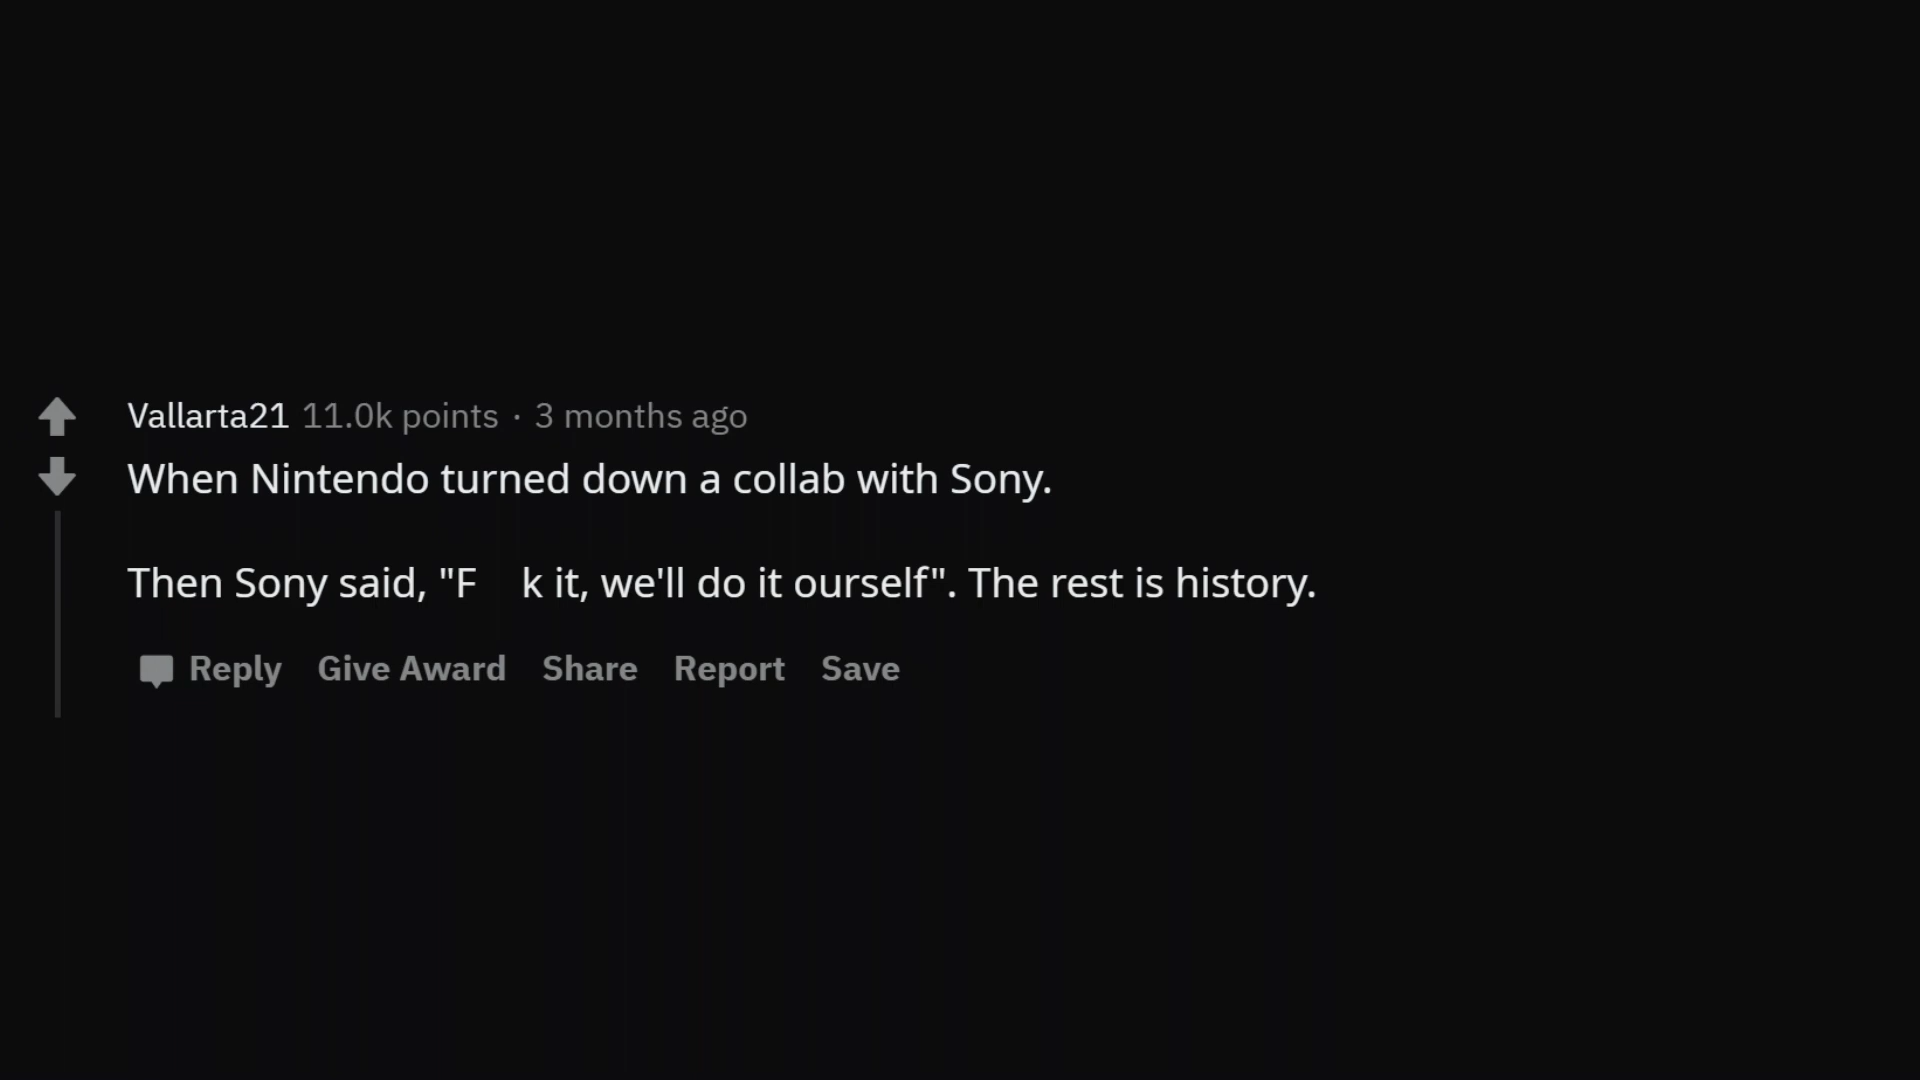 Vallarta21 11.0k points · 3 months ago
When Nintendo turned down a collab with Sony.
Then Sony said, "F    k it, we'll do it ourself". The rest is history.
Reply Give Award Share Report Save